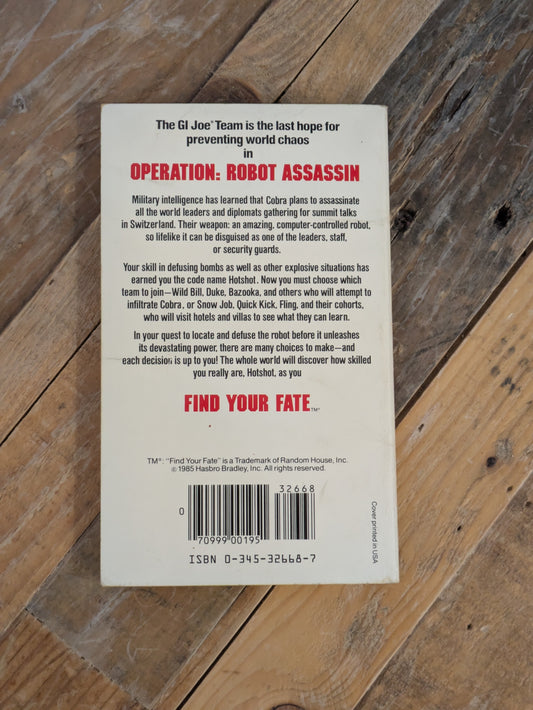 The GI Joe® Team is the last hope for
preventing world chaos
in
OPERATION: ROBOT ASSASSIN
Military intelligence has learned that Cobra plans to assassinate
all the world leaders and diplomats gathering for summit talks
in Switzerland. Their weapon: an amazing, computer-controlled robot,
so lifelike it can be disguised as one of the leaders, staff,
or security guards.
Your skill in defusing bombs as well as other explosive situations has
earned you the code name Hotshot. Now you must choose which
team to join—Wild Bill, Duke, Bazooka, and others who will attempt to
infiltrate Cobra, or Snow Job, Quick Kick, Fling, and their cohorts,
who will visit hotels and villas to see what they can learn.
In your quest to locate and defuse the robot before it unleashes
its devastating power, there are many choices to make—and
each decision is up to you! The whole world will discover how skilled
you really are, Hotshot, as you
FIND YOUR FATE™
TM®: "Find Your Fate" is a Trademark of Random House, Inc.
© 1985 Hasbro Bradley, Inc. All rights reserved.
32668
0
70999 00195
ISBN 0-345-32668-7
Cover printed in USA